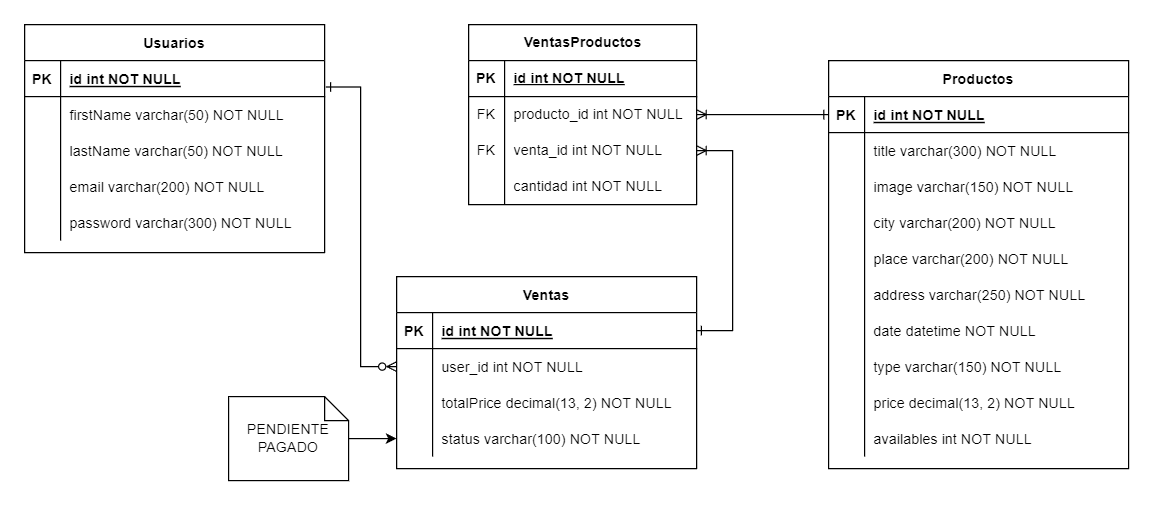 Usuarios
PK id int NOT NULL
firstName varchar(50) NOT NULL
lastName varchar(50) NOT NULL
email varchar(200) NOT NULL
password varchar(300) NOT NULL
VentasProductos
PK id int NOT NULL
FK producto_id int NOT NULL
FK venta_id int NOT NULL
cantidad int NOT NULL
Productos
PK id int NOT NULL
title varchar(300) NOT NULL
image varchar(150) NOT NULL
city varchar(200) NOT NULL
place varchar(200) NOT NULL
address varchar(250) NOT NULL
date datetime NOT NULL
type varchar(150) NOT NULL
price decimal(13, 2) NOT NULL
availables int NOT NULL
Ventas
PK id int NOT NULL
user_id int NOT NULL
totalPrice decimal(13, 2) NOT NULL
status varchar(100) NOT NULL
PENDIENTE
PAGADO